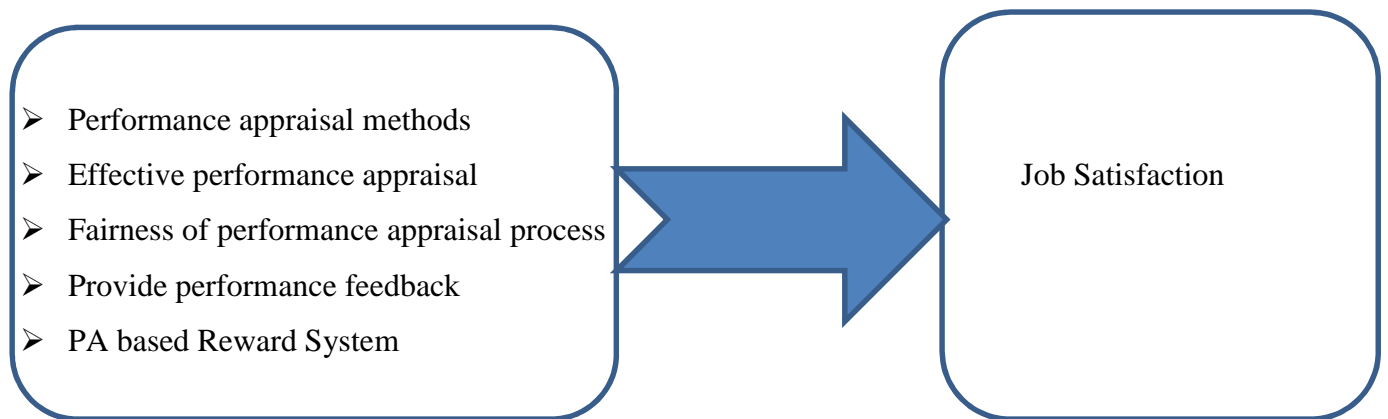 ➢ Performance appraisal methods
➢ Effective performance appraisal
➢ Fairness of performance appraisal process
➢ Provide performance feedback
➢ PA based Reward System
Job Satisfaction